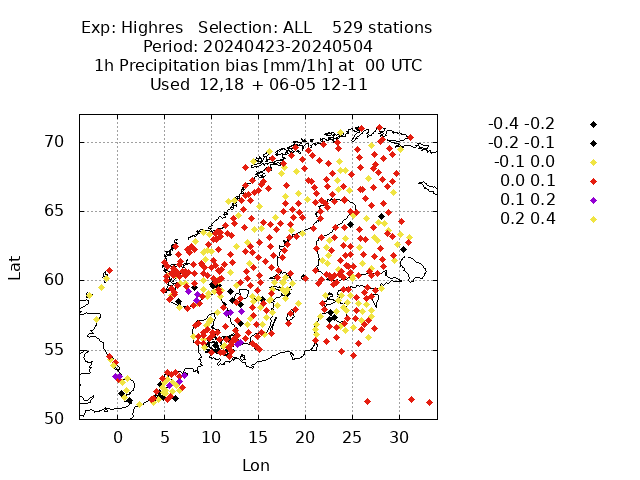 Exp: Highres   Selection: ALL    529 stations
Period: 20240423-20240504
1h Precipitation bias [mm/1h] at  00 UTC
Used  12,18  + 06-05 12-11
-0.4 -0.2
-0.2 -0.1
-0.1 0.0
0.0 0.1
0.1 0.2
0.2 0.4
70
65
60
55
50
Lat
0 5 10 15 20 25 30
Lon